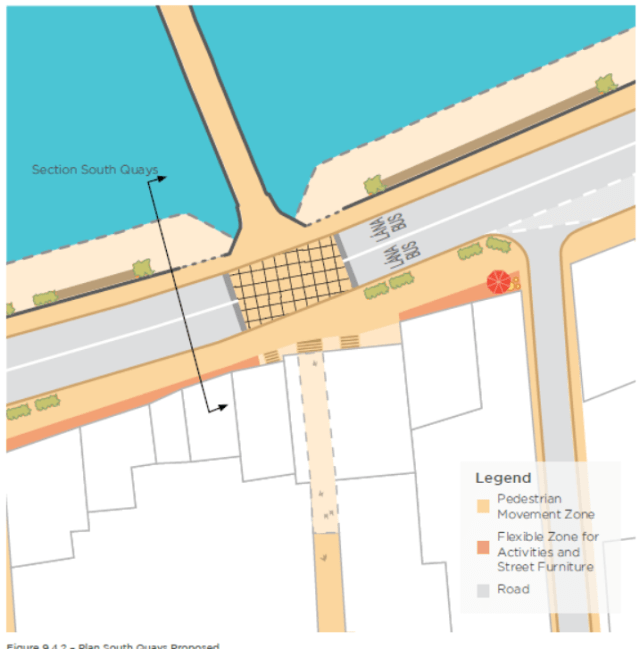 Section South Quays
LÁNA
BUS
LÁNA
BUS
Legend
Pedestrian
Movement Zone
Flexible Zone for
Activities and
Street Furniture
Road
Figure 9.4.2 – Plan South Quays Proposed